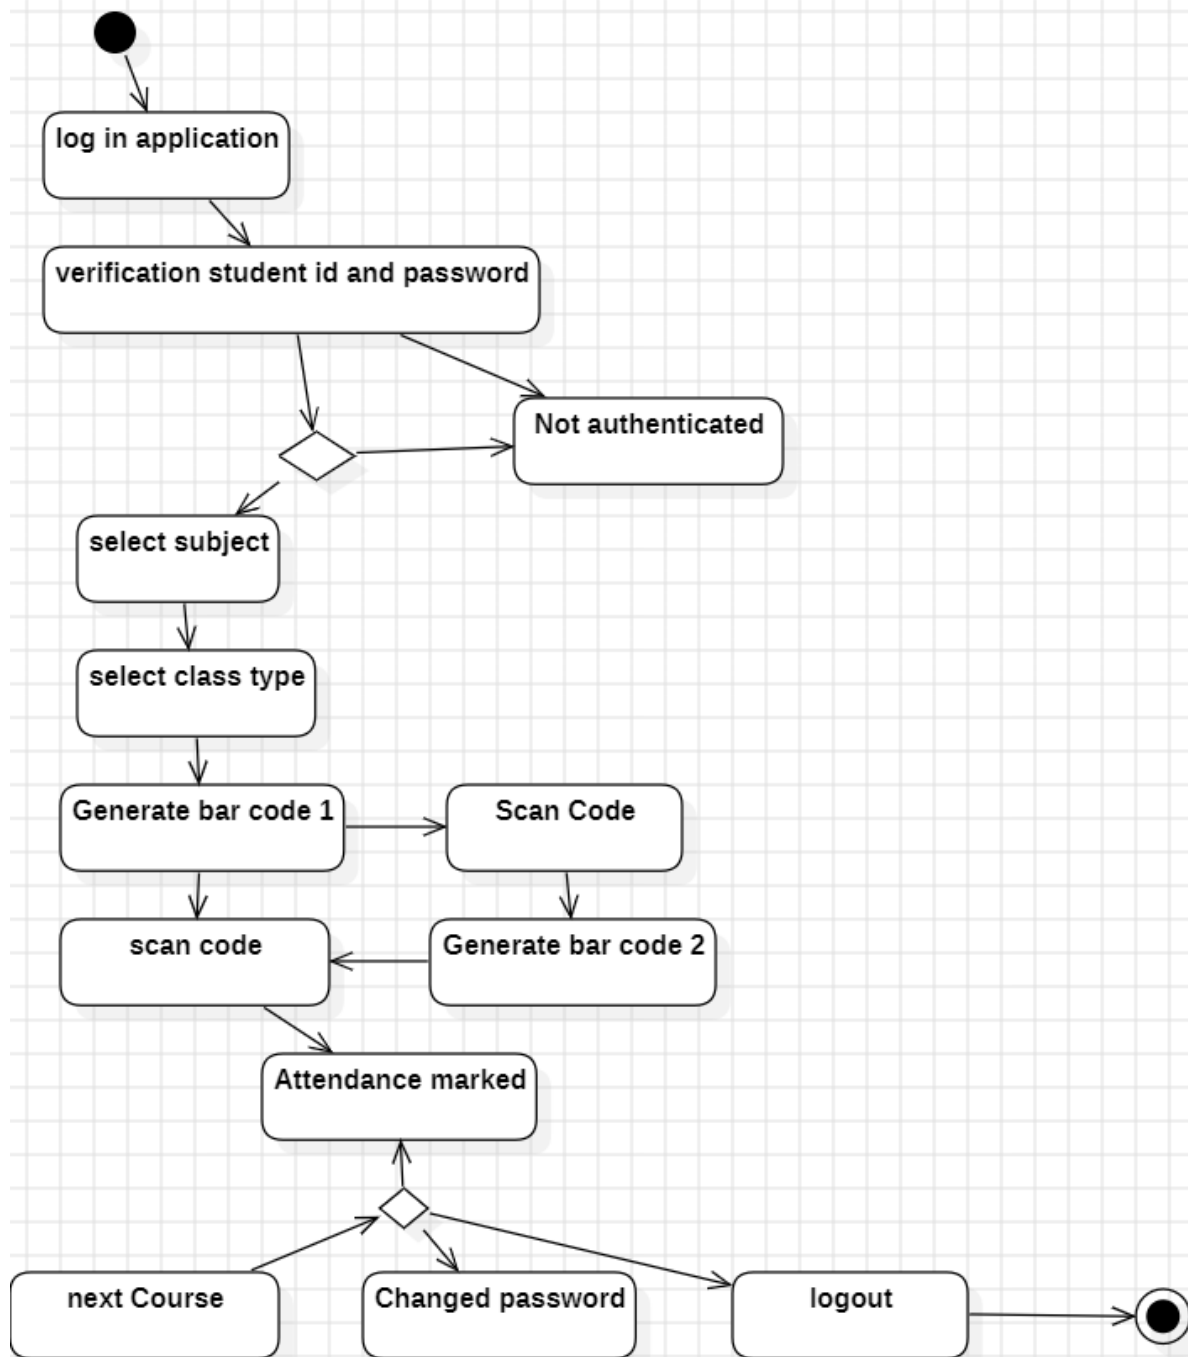 log in application
verification student id and password
Not authenticated
select subject
select class type
Generate bar code 1
Scan Code
scan code
Generate bar code 2
Attendance marked
next Course
Changed password
logout